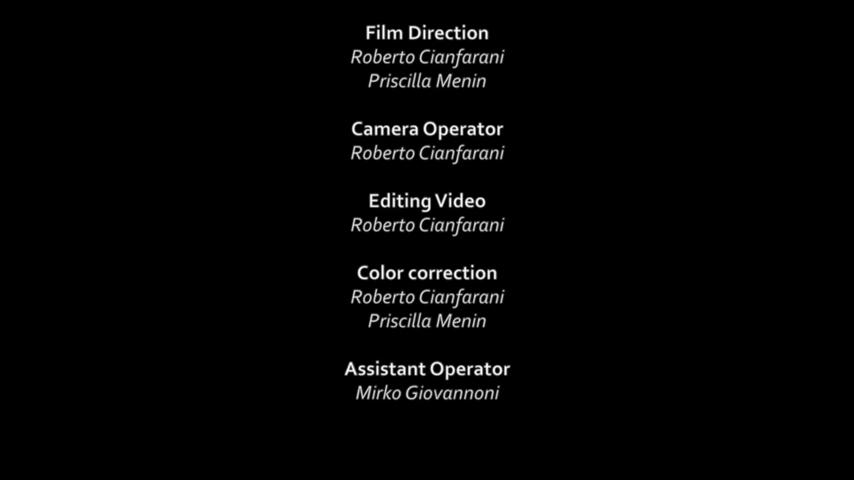 Film Direction
Roberto Cianfarani
Priscilla Menin
Camera Operator
Roberto Cianfarani
Editing Video
Roberto Cianfarani
Color correction
Roberto Cianfarani
Priscilla Menin
Assistant Operator
Mirko Giovannoni